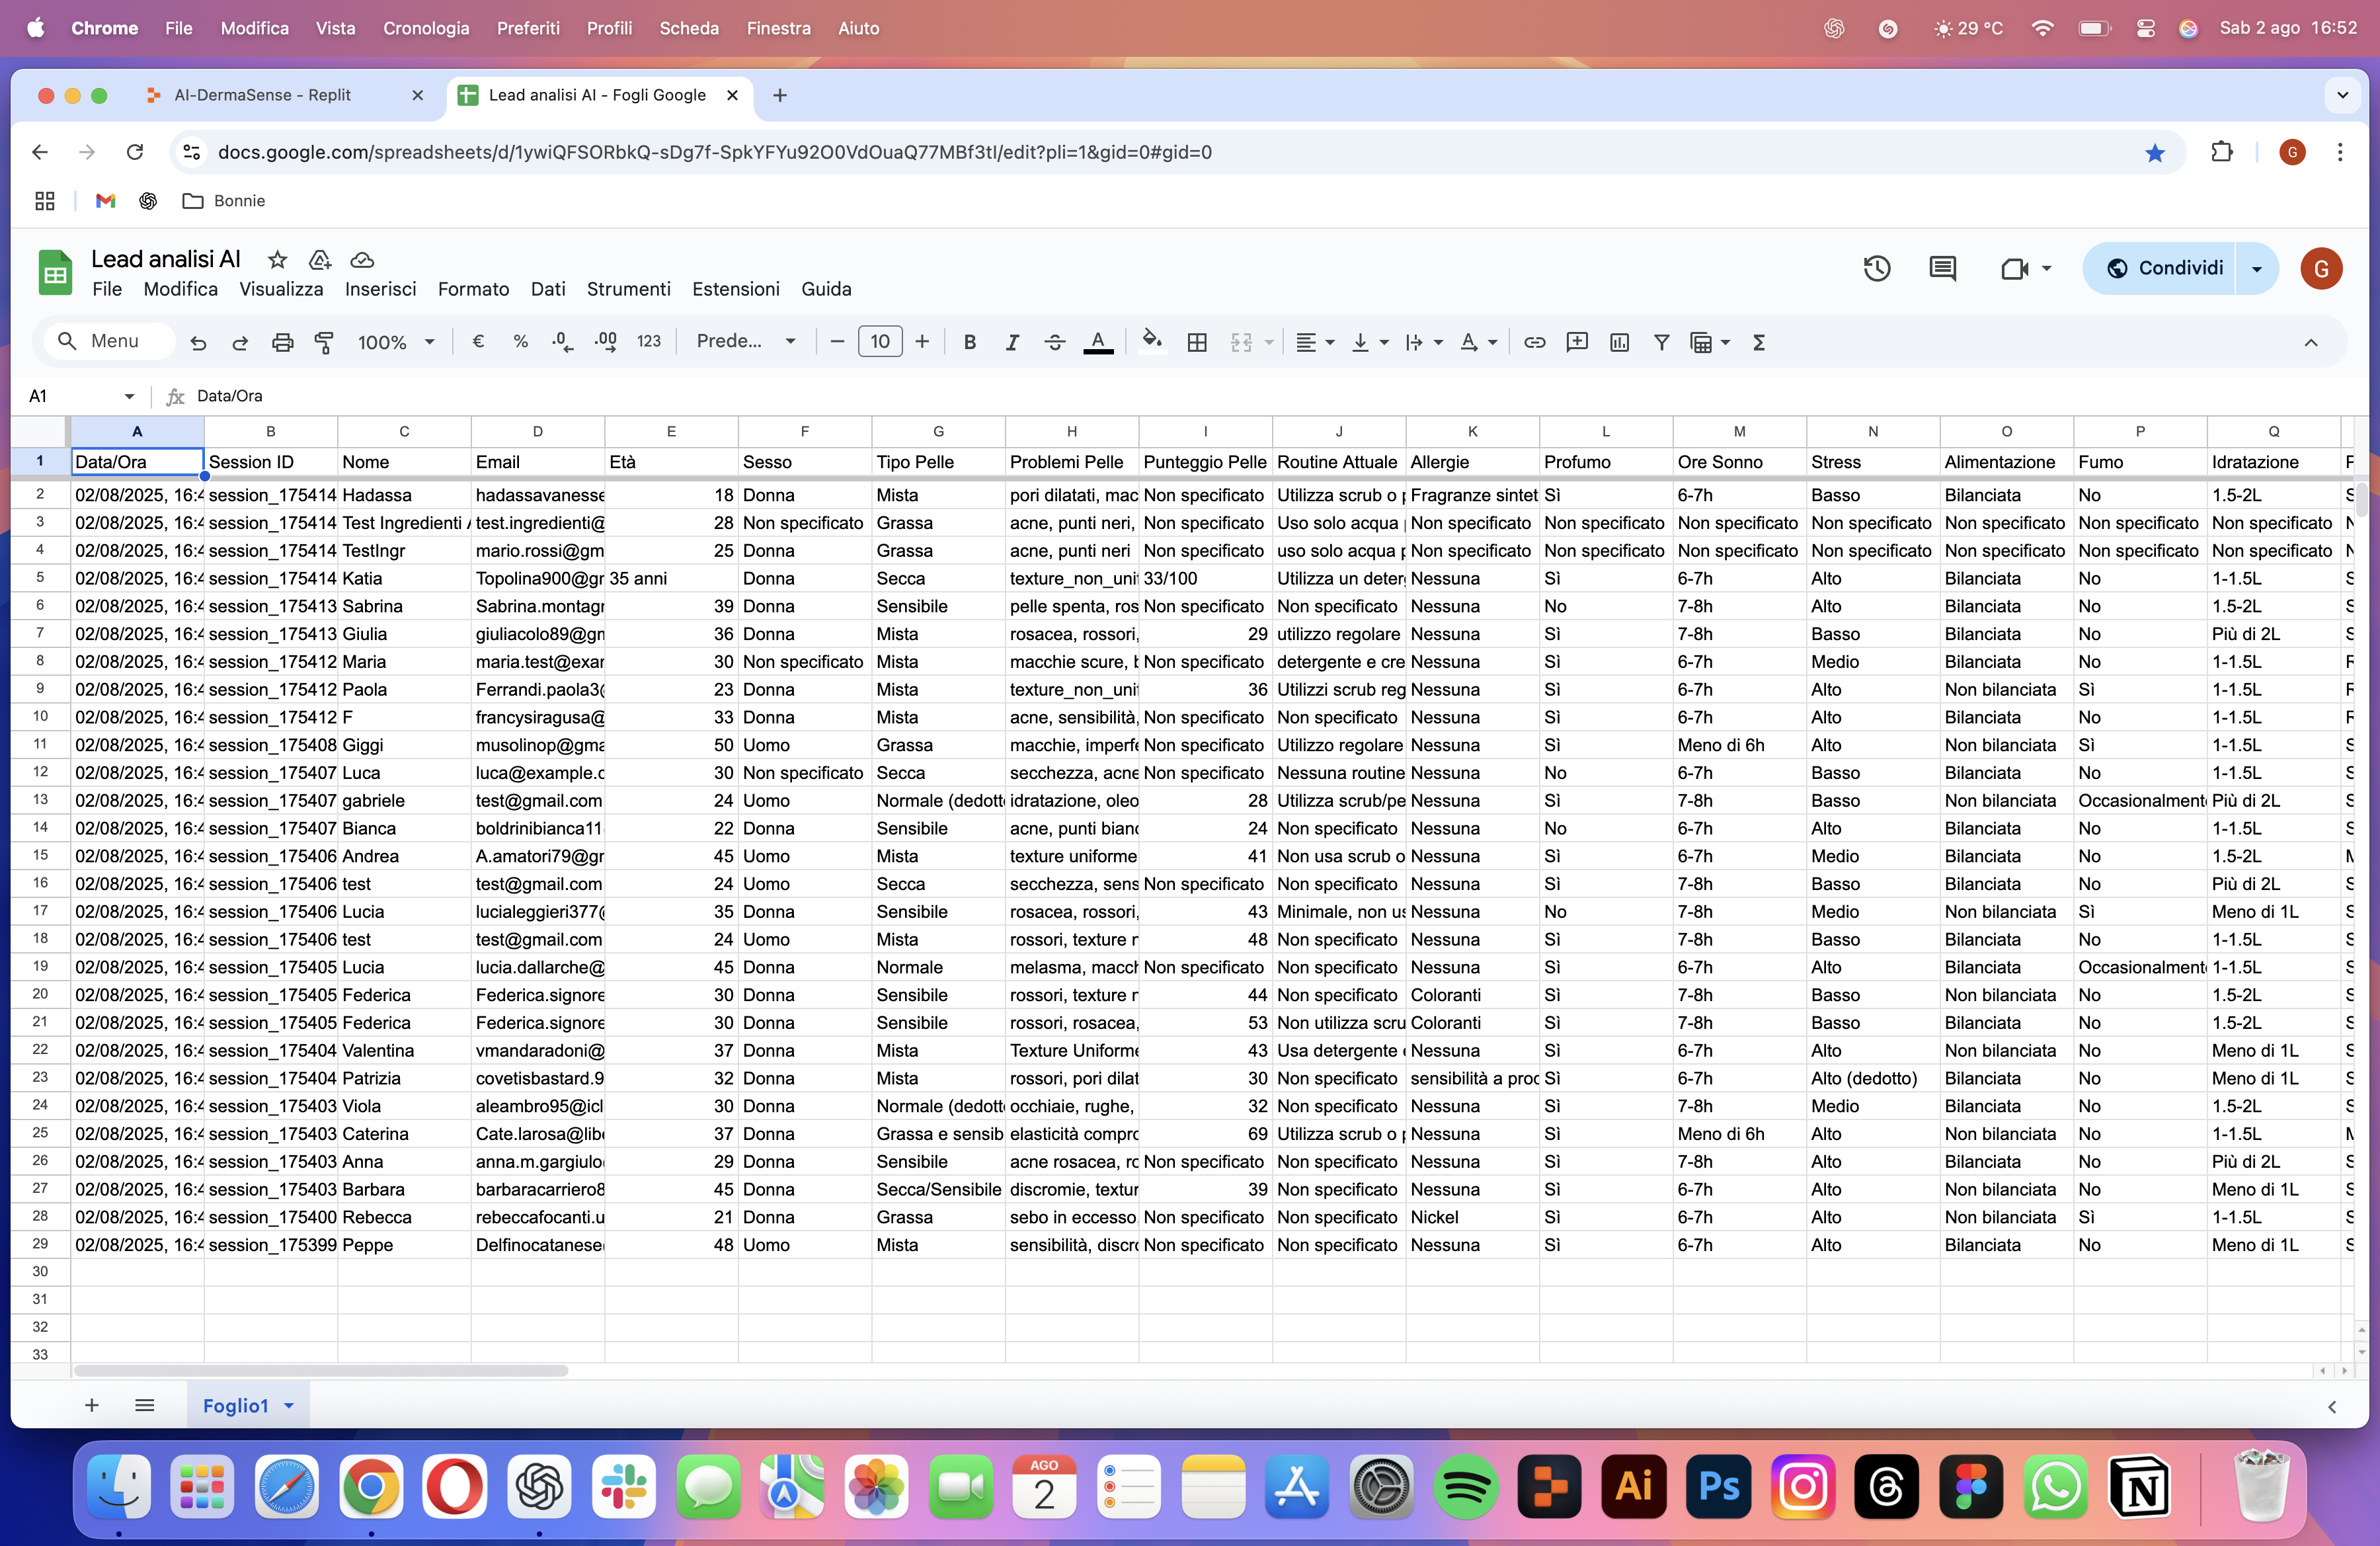 Chrome File Modifica Vista Cronologia Preferiti Profili Scheda Finestra Aiuto 29 °C Sab 2 ago 16:52
AI-DermaSense - Replit Lead analisi AI - Fogli Google
docs.google.com/spreadsheets/d/1ywiQFSORbkQ-sDg7f-SpkYFYu92O0VdOuaQ77MBf3tI/edit?pli=1&gid=0#gid=0 G
Bonnie
Lead analisi AI
File Modifica Visualizza Inserisci Formato Dati Strumenti Estensioni Guida Condividi G
Menu 100% € % .0 .00 123 Prede... 10 B I A
A1 fx Data/Ora
A B C D E F G H I J K L M N O P Q
1 Data/Ora Session ID Nome Email Età Sesso Tipo Pelle Problemi Pelle Punteggio Pelle Routine Attuale Allergie Profumo Ore Sonno Stress Alimentazione Fumo Idratazione
2 02/08/2025, 16:4 session_175414 Hadassa hadassavanesse 18 Donna Mista pori dilatati, mac Non specificato Utilizza scrub o p Fragranze sintet Sì 6-7h Basso Bilanciata No 1.5-2L
3 02/08/2025, 16:4 session_175414 Test Ingredienti A test.ingredienti@ 28 Non specificato Grassa acne, punti neri, Non specificato Uso solo acqua Non specificato Non specificato Non specificato Non specificato Non specificato Non specificato Non specificato
4 02/08/2025, 16:4 session_175414 TestIngr mario.rossi@gm 25 Donna Grassa acne, punti neri Non specificato uso solo acqua p Non specificato Non specificato Non specificato Non specificato Non specificato Non specificato Non specificato
5 02/08/2025, 16:4 session_175414 Katia Topolina900@gr 35 anni Donna Secca texture_non_unif 33/100 Utilizza un deter Nessuna Sì 6-7h Alto Bilanciata No 1-1.5L
6 02/08/2025, 16:4 session_175413 Sabrina Sabrina.montagr 39 Donna Sensibile pelle spenta, ros Non specificato Non specificato Nessuna No 7-8h Alto Bilanciata No 1.5-2L
7 02/08/2025, 16:4 session_175413 Giulia giuliacolo89@gm 36 Donna Mista rosacea, rossori, 29 utilizzo regolare Nessuna Sì 7-8h Basso Bilanciata No Più di 2L
8 02/08/2025, 16:4 session_175412 Maria maria.test@exar 30 Non specificato Mista macchie scure, b Non specificato detergente e cre Nessuna Sì 6-7h Medio Bilanciata No 1-1.5L
9 02/08/2025, 16:4 session_175412 Paola Ferrandi.paola3@ 23 Donna Mista texture_non_unif 36 Utilizzi scrub reg Nessuna Sì 6-7h Alto Non bilanciata Sì 1-1.5L
10 02/08/2025, 16:4 session_175412 F francysiragusa@ 33 Donna Mista acne, sensibilità, Non specificato Non specificato Nessuna Sì 6-7h Alto Bilanciata No 1-1.5L
11 02/08/2025, 16:4 session_175408 Giggi musolinop@gma 50 Uomo Grassa macchie, imperfe Non specificato Utilizzo regolare Nessuna Sì Meno di 6h Alto Non bilanciata Sì 1-1.5L
12 02/08/2025, 16:4 session_175407 Luca luca@example.c 30 Non specificato Secca secchezza, acne Non specificato Nessuna routine Nessuna No 6-7h Basso Bilanciata No 1-1.5L
13 02/08/2025, 16:4 session_175407 gabriele test@gmail.com 24 Uomo Normale (dedott idratazione, oleo 28 Utilizza scrub/pe Nessuna Sì 7-8h Basso Non bilanciata Occasionalment Più di 2L
14 02/08/2025, 16:4 session_175407 Bianca boldrinibianca11 22 Donna Sensibile acne, punti bianc 24 Non specificato Nessuna No 6-7h Alto Bilanciata No 1-1.5L
15 02/08/2025, 16:4 session_175406 Andrea A.amatori79@gr 45 Uomo Mista texture uniforme 41 Non usa scrub o Nessuna Sì 6-7h Medio Bilanciata No 1.5-2L
16 02/08/2025, 16:4 session_175406 test test@gmail.com 24 Uomo Secca secchezza, sens Non specificato Non specificato Nessuna Sì 7-8h Basso Bilanciata No Più di 2L
17 02/08/2025, 16:4 session_175406 Lucia lucialeggieri377@ 35 Donna Sensibile rosacea, rossori, 43 Minimale, non us Nessuna No 7-8h Medio Non bilanciata Sì Meno di 1L
18 02/08/2025, 16:4 session_175406 test test@gmail.com 24 Uomo Mista rossori, texture n 48 Non specificato Nessuna Sì 7-8h Basso Bilanciata No 1-1.5L
19 02/08/2025, 16:4 session_175405 Lucia lucia.dallarche@ 45 Donna Normale melasma, macch Non specificato Non specificato Nessuna Sì 6-7h Alto Bilanciata Occasionalment 1-1.5L
20 02/08/2025, 16:4 session_175405 Federica Federica.signore 30 Donna Sensibile rossori, texture n 44 Non specificato Coloranti Sì 7-8h Basso Non bilanciata No 1.5-2L
21 02/08/2025, 16:4 session_175405 Federica Federica.signore 30 Donna Sensibile rossori, rosacea, 53 Non utilizza scru Coloranti Sì 7-8h Basso Bilanciata No 1.5-2L
22 02/08/2025, 16:4 session_175404 Valentina vmandaradoni@ 37 Donna Mista Texture Uniforme 43 Usa detergente Nessuna Sì 6-7h Alto Non bilanciata No Meno di 1L
23 02/08/2025, 16:4 session_175404 Patrizia covetisbastard.9 32 Donna Mista rossori, pori dilat 30 Non specificato sensibilità a proc Sì 6-7h Alto (dedotto) Bilanciata No Meno di 1L
24 02/08/2025, 16:4 session_175403 Viola aleambro95@icl 30 Donna Normale (dedott occhiaie, rughe, 32 Non specificato Nessuna Sì 7-8h Medio Bilanciata No 1.5-2L
25 02/08/2025, 16:4 session_175403 Caterina Cate.larosa@libe 37 Donna Grassa e sensib elasticità compro 69 Utilizza scrub o p Nessuna Sì Meno di 6h Alto Non bilanciata No 1-1.5L
26 02/08/2025, 16:4 session_175403 Anna anna.m.gargiulo 29 Donna Sensibile acne rosacea, ro Non specificato Non specificato Nessuna Sì 7-8h Alto Bilanciata No Più di 2L
27 02/08/2025, 16:4 session_175403 Barbara barbaracarriero8 45 Donna Secca/Sensibile discromie, textur 39 Non specificato Nessuna Sì 6-7h Alto Non bilanciata No Meno di 1L
28 02/08/2025, 16:4 session_175400 Rebecca rebeccafocanti.u 21 Donna Grassa sebo in eccesso Non specificato Non specificato Nickel Sì 6-7h Alto Non bilanciata Sì 1-1.5L
29 02/08/2025, 16:4 session_175399 Peppe Delfinocatanese 48 Uomo Mista sensibilità, discro Non specificato Non specificato Nessuna Sì 6-7h Alto Bilanciata No Meno di 1L
30
31
32
33
Foglio1
AGO
2
Ai Ps